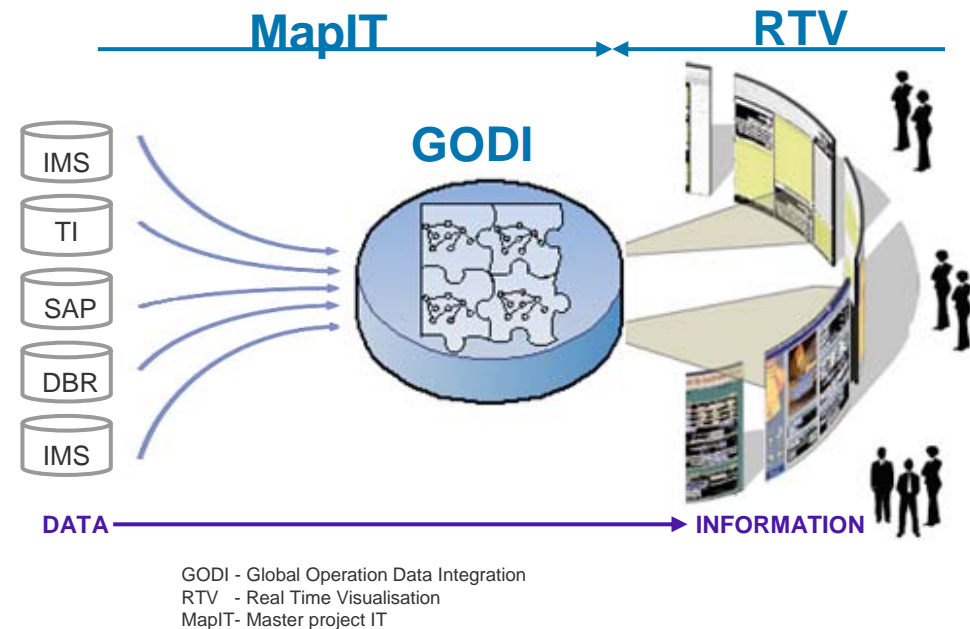 MapIT
RTV
GODI
IMS
TI
SAP
DBR
IMS
DATA
INFORMATION
GODI - Global Operation Data Integration
RTV - Real Time Visualisation
MapIT- Master project IT